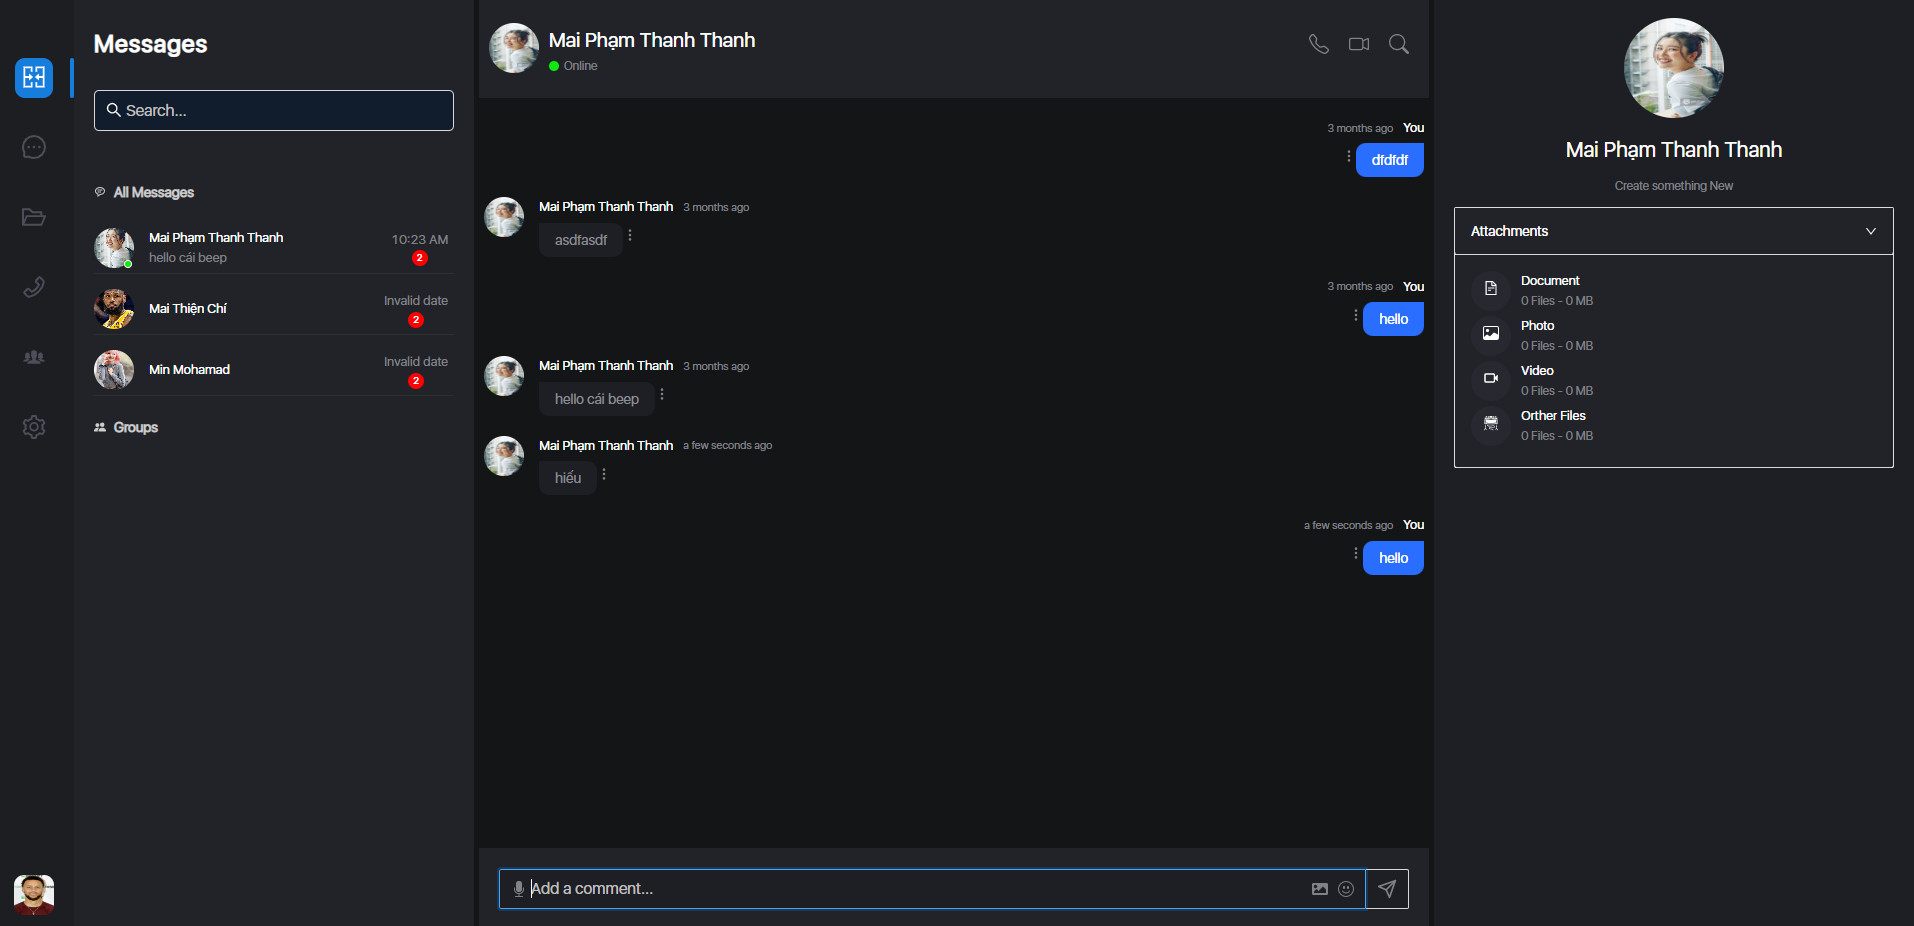 Messages
Search...
All Messages
Mai Phạm Thanh Thanh 10:23 AM
hello cái beep 2
Mai Thiện Chí Invalid date
2
Min Mohamad Invalid date
2
Groups
Mai Phạm Thanh Thanh
Online
3 months ago You
dfdfdf
Mai Phạm Thanh Thanh 3 months ago
asdfasdf
3 months ago You
hello
Mai Phạm Thanh Thanh 3 months ago
hello cái beep
Mai Phạm Thanh Thanh a few seconds ago
hiếu
a few seconds ago You
hello
Add a comment...
Mai Phạm Thanh Thanh
Create something New
Attachments
Document
0 Files - 0 MB
Photo
0 Files - 0 MB
Video
0 Files - 0 MB
Orther Files
0 Files - 0 MB